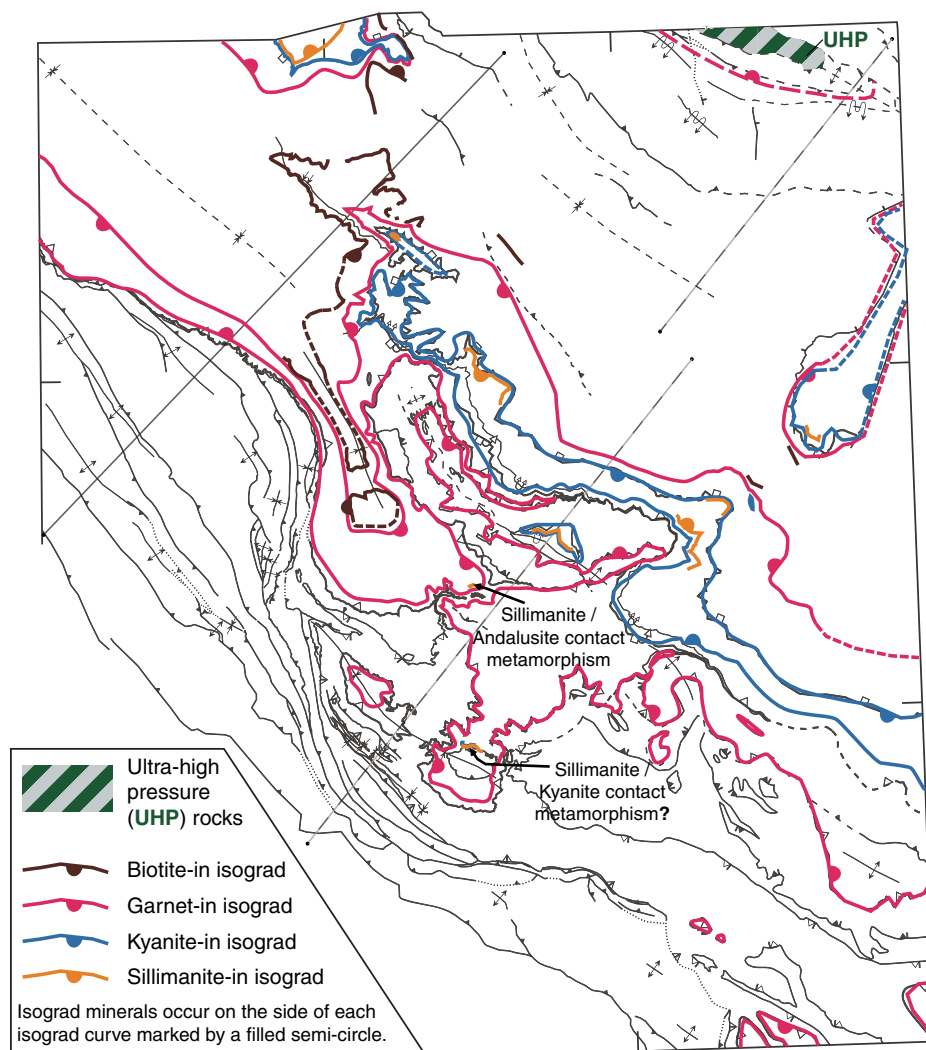 UHP
Sillimanite /
Andalusite contact
metamorphism
Sillimanite /
Kyanite contact
metamorphism?
Ultra-high
pressure
(UHP) rocks
Biotite-in isograd
Garnet-in isograd
Kyanite-in isograd
Sillimanite-in isograd
Isograd minerals occur on the side of each
isograd curve marked by a filled semi-circle.